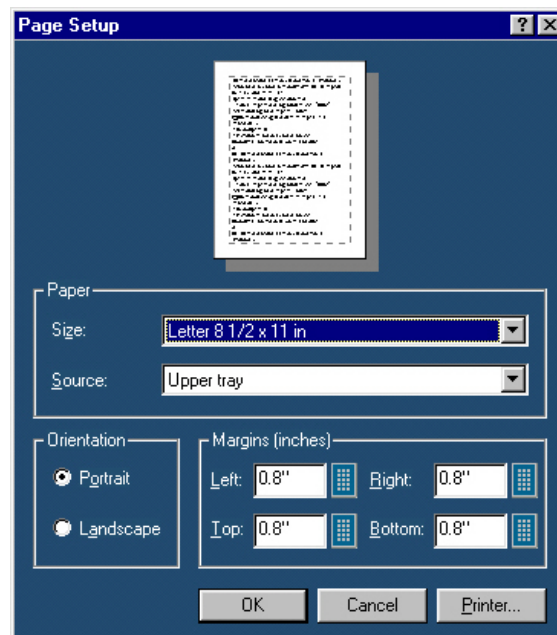 Page Setup
Paper
Size: Letter 8 1/2 x 11 in
Source: Upper tray
Orientation
Portrait
Landscape
Margins (inches)
Left: 0.8" Right: 0.8"
Top: 0.8" Bottom: 0.8"
OK Cancel Printer...